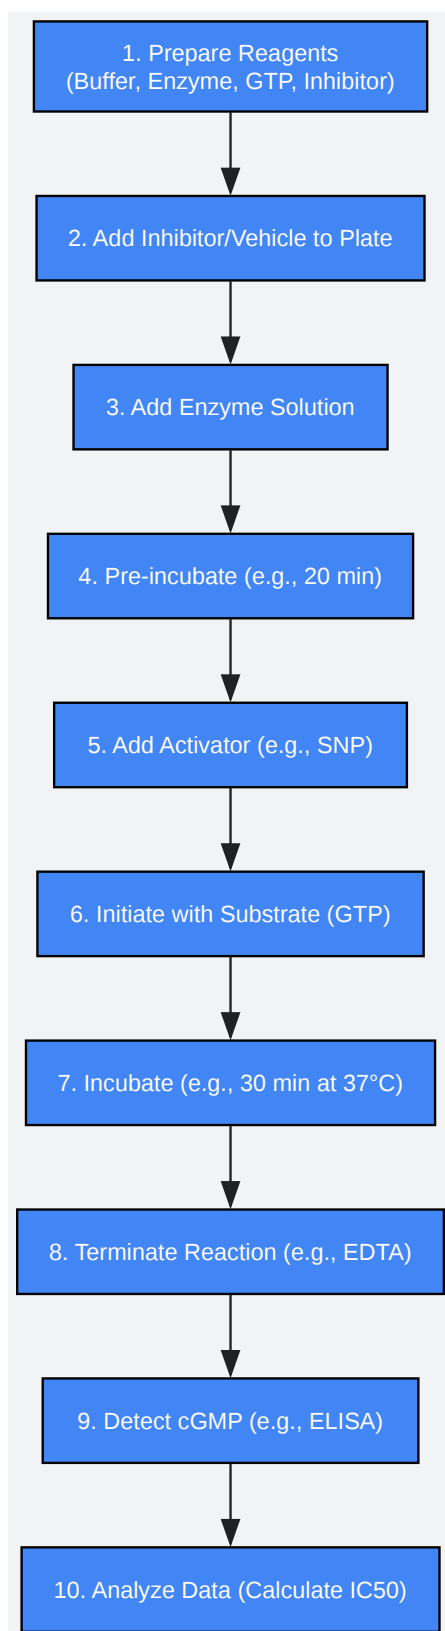 1. Prepare Reagents
(Buffer, Enzyme, GTP, Inhibitor)
2. Add Inhibitor/Vehicle to Plate
3. Add Enzyme Solution
4. Pre-incubate (e.g., 20 min)
5. Add Activator (e.g., SNP)
6. Initiate with Substrate (GTP)
7. Incubate (e.g., 30 min at 37°C)
8. Terminate Reaction (e.g., EDTA)
9. Detect cGMP (e.g., ELISA)
10. Analyze Data (Calculate IC50)